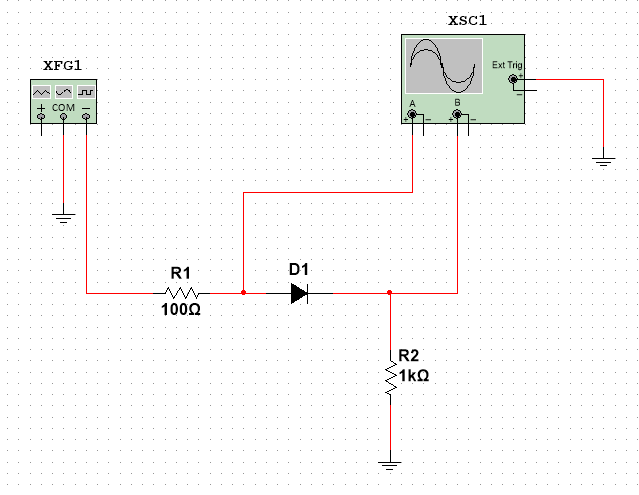 XSC1
XFG1
Ext Trig
+
−
+ COM −
A B
+ − + −
R1
100Ω
D1
R2
1kΩ